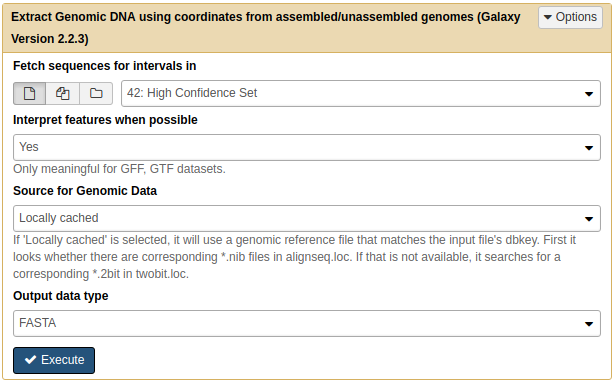 Extract Genomic DNA using coordinates from assembled/unassembled genomes (Galaxy
Version 2.2.3)
Options
Fetch sequences for intervals in
42: High Confidence Set
Interpret features when possible
Yes
Only meaningful for GFF, GTF datasets.
Source for Genomic Data
Locally cached
If 'Locally cached' is selected, it will use a genomic reference file that matches the input file's dbkey. First it
looks whether there are corresponding *.nib files in alignseq.loc. If that is not available, it searches for a
corresponding *.2bit in twobit.loc.
Output data type
FASTA
Execute